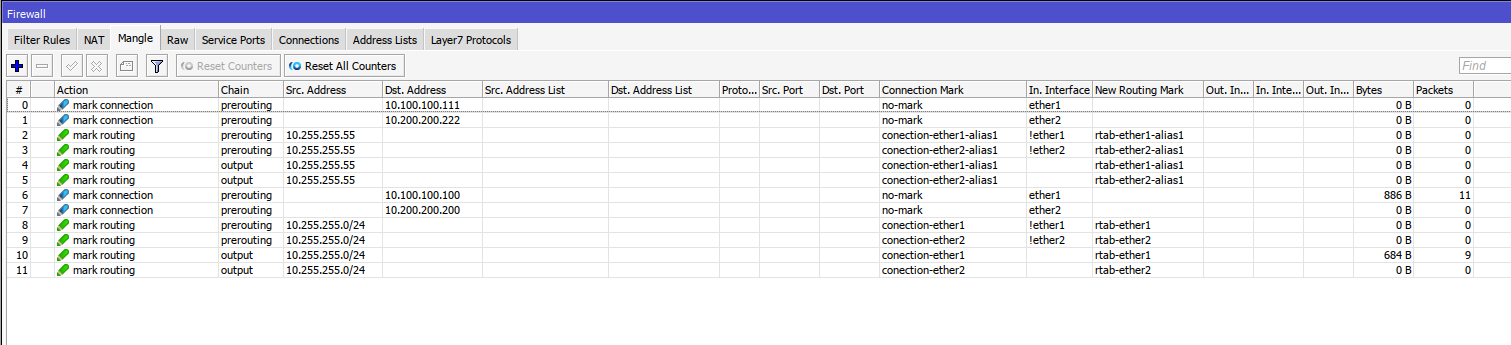 Firewall
Filter Rules NAT Mangle Raw Service Ports Connections Address Lists Layer7 Protocols
Reset Counters Reset All Counters Find
# Action Chain Src. Address Dst. Address Src. Address List Dst. Address List Proto... Src. Port Dst. Port Connection Mark In. Interface New Routing Mark Out. In... In. Inte... Out. In... Bytes Packets
0 mark connection prerouting 10.100.100.111 no-mark ether1 0 B 0
1 mark connection prerouting 10.200.200.222 no-mark ether2 0 B 0
2 mark routing prerouting 10.255.255.55 conection-ether1-alias1 !ether1 rtab-ether1-alias1 0 B 0
3 mark routing prerouting 10.255.255.55 conection-ether2-alias1 !ether2 rtab-ether2-alias1 0 B 0
4 mark routing output 10.255.255.55 conection-ether1-alias1 rtab-ether1-alias1 0 B 0
5 mark routing output 10.255.255.55 conection-ether2-alias1 rtab-ether2-alias1 0 B 0
6 mark connection prerouting 10.100.100.100 no-mark ether1 886 B 11
7 mark connection prerouting 10.200.200.200 no-mark ether2 0 B 0
8 mark routing prerouting 10.255.255.0/24 conection-ether1 !ether1 rtab-ether1 0 B 0
9 mark routing prerouting 10.255.255.0/24 conection-ether2 !ether2 rtab-ether2 0 B 0
10 mark routing output 10.255.255.0/24 conection-ether1 rtab-ether1 684 B 9
11 mark routing output 10.255.255.0/24 conection-ether2 rtab-ether2 0 B 0